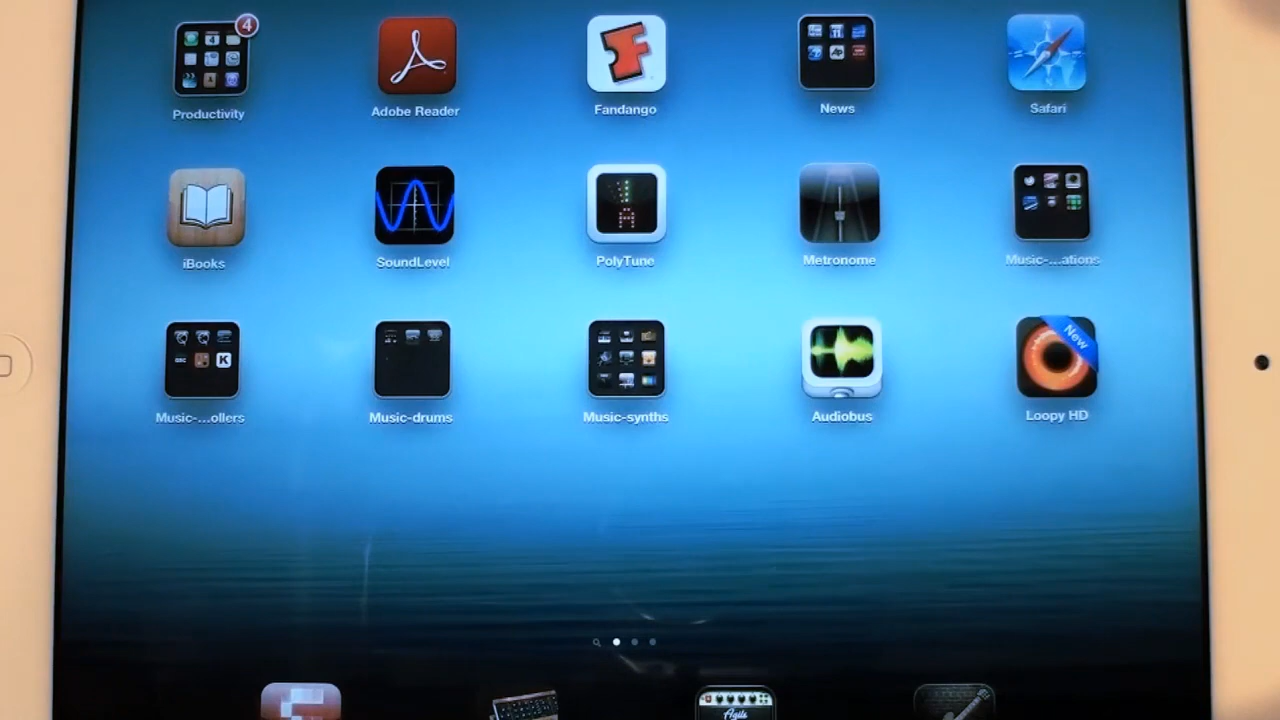 4
Productivity
Adobe Reader
Fandango
News
Safari
iBooks
SoundLevel
PolyTune
Metronome
Music-...ations
Music-...ollers
Music-drums
Music-synths
Audiobus
New
Loopy HD
Agile